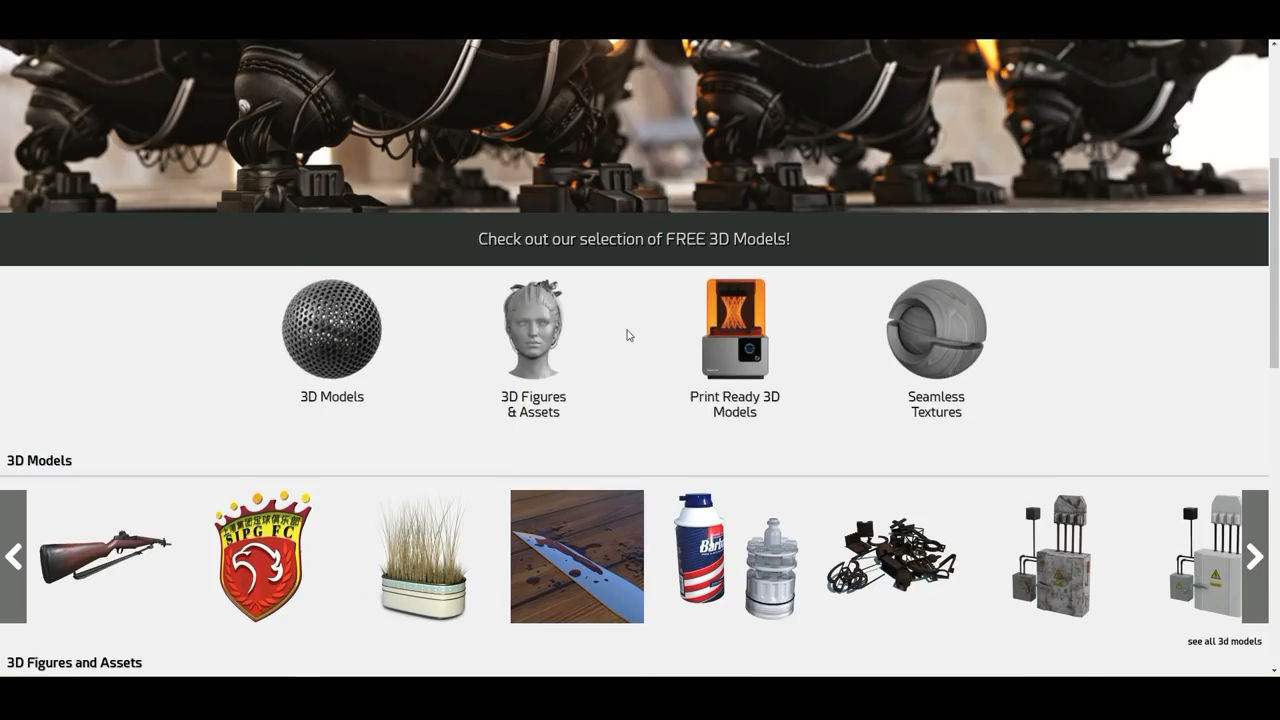 Check out our selection of FREE 3D Models!
3D Models
3D Figures
& Assets
Print Ready 3D
Models
Seamless
Textures
3D Models
SIPG FC
Barba
see all 3d models
3D Figures and Assets